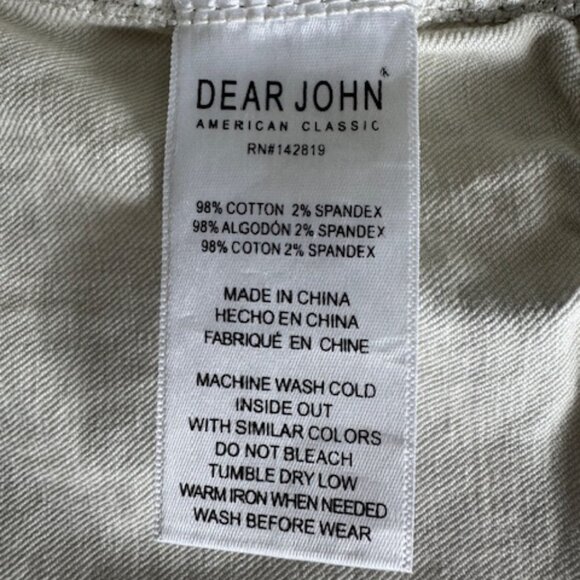 DEAR JOHN
AMERICAN CLASSIC
RN#142819
98% COTTON 2% SPANDEX
98% ALGODÓN 2% SPANDEX
98% COTON 2% SPANDEX
MADE IN CHINA
HECHO EN CHINA
FABRIQUÉ EN CHINE
MACHINE WASH COLD
INSIDE OUT
WITH SIMILAR COLORS
DO NOT BLEACH
TUMBLE DRY LOW
WARM IRON WHEN NEEDED
WASH BEFORE WEAR